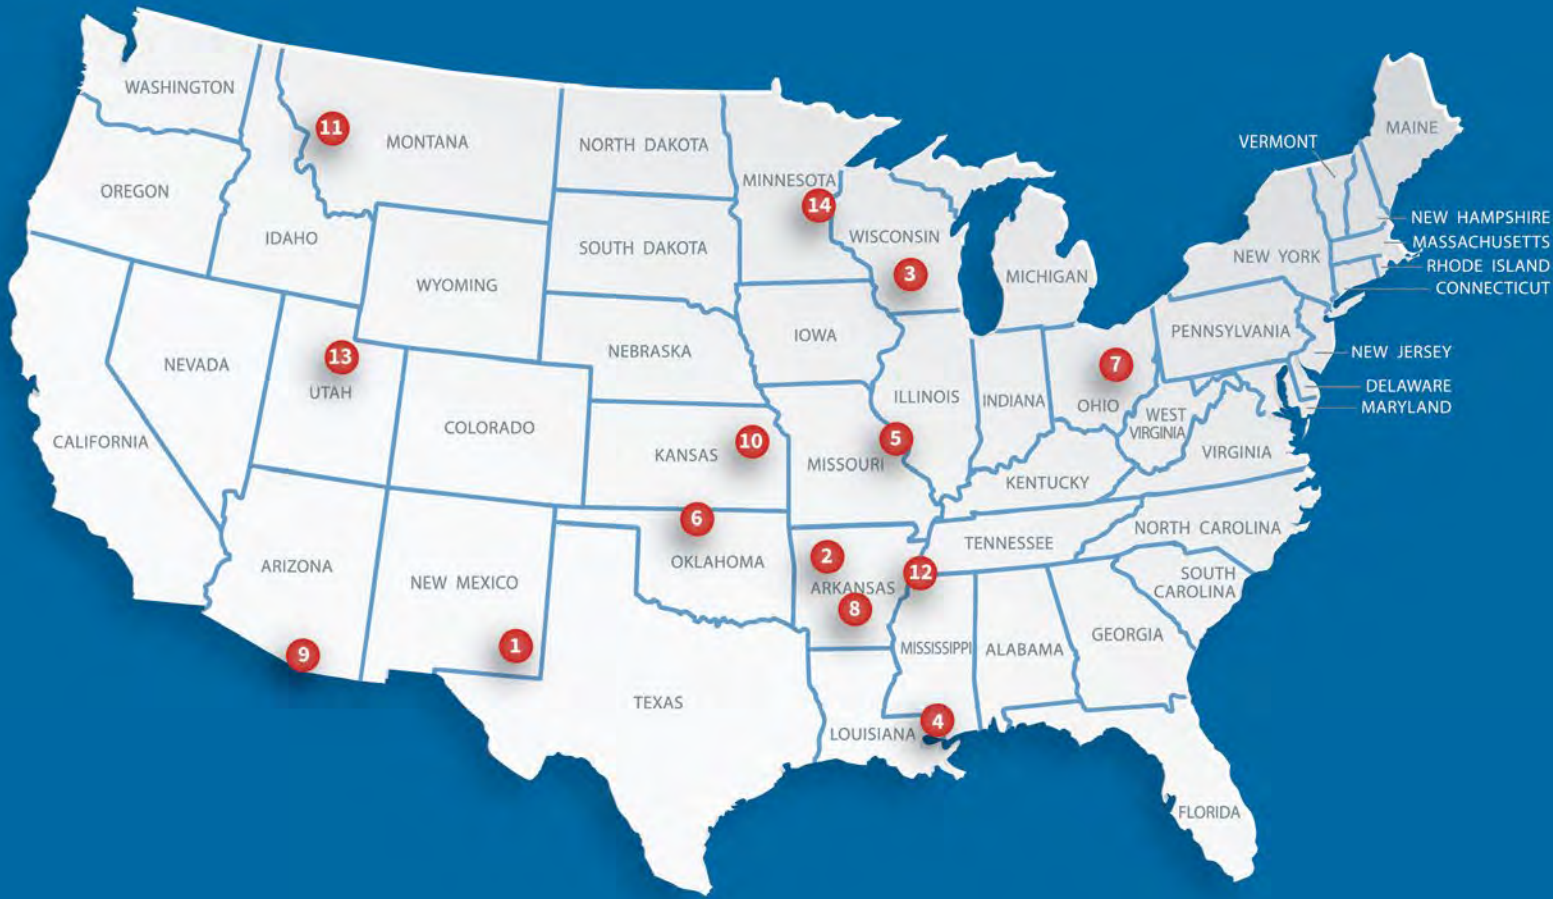 WASHINGTON
MAINE
11
VERMONT
MONTANA
NORTH DAKOTA
MINNESOTA
OREGON
14
NEW HAMPSHIRE
IDAHO
SOUTH DAKOTA
WISCONSIN
MASSACHUSETTS
NEW YORK
RHODE ISLAND
3
MICHIGAN
WYOMING
CONNECTICUT
PENNSYLVANIA
IOWA
NEBRASKA
NEW JERSEY
13
NEVADA
7
UTAH
DELAWARE
ILLINOIS
INDIANA
OHIO
MARYLAND
WEST
VIRGINIA
COLORADO
CALIFORNIA
10
5
KANSAS
MISSOURI
VIRGINIA
KENTUCKY
6
NORTH CAROLINA
TENNESSEE
2
OKLAHOMA
ARIZONA
12
SOUTH
CAROLINA
NEW MEXICO
ARKANSAS
8
GEORGIA
1
9
MISSISSIPPI
ALABAMA
TEXAS
4
LOUISIANA
FLORIDA